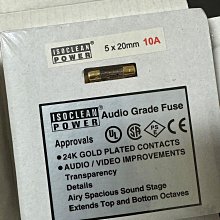 ISOCLEAN
POWER
5 x 20mm 10A
ISOCLEAN
POWER
Audio Grade Fuse
Approvals
• 24K GOLD PLATED CONTACTS
• AUDIO / VIDEO IMPROVEMENTS
Transparency
Details
Airy Spacious Sound Stage
Extends Top and Bottom Octaves